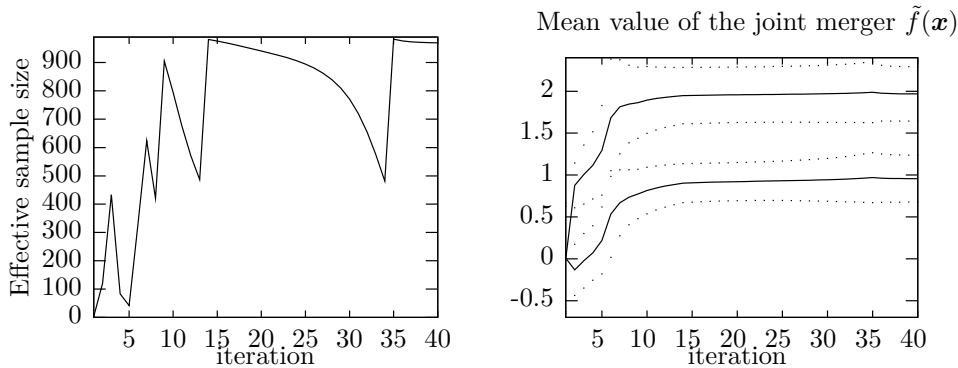 Mean value of the joint merger f̃(x)
Effective sample size
900
800
700
600
500
400
300
200
100
0
5 10 15 20 25 30 35 40
iteration
2
1.5
1
0.5
0
-0.5
5 10 15 20 25 30 35 40
iteration